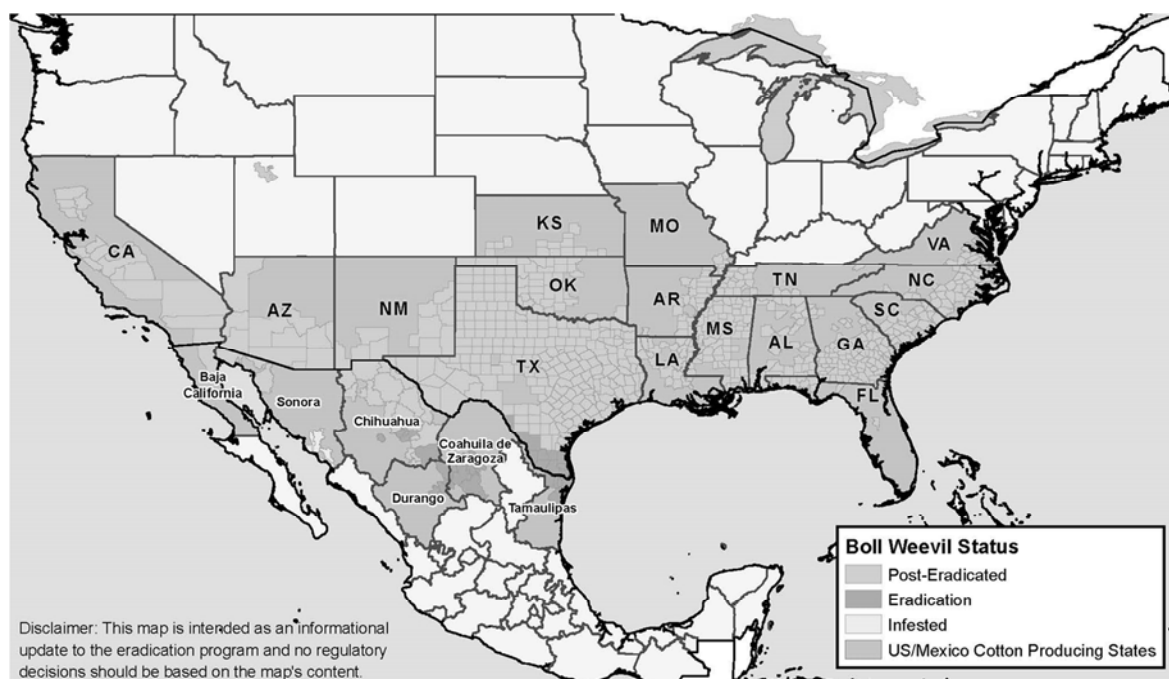 KS
MO
VA
CA
OK
TN
NC
AZ
NM
AR
SC
MS
AL
GA
TX
LA
Baja
California
Sonora
FL
Chihuahua
Coahuila de
Zaragoza
Durango
Tamaulipas
Boll Weevil Status
Post-Eradicated
Eradication
Infested
US/Mexico Cotton Producing States
Disclaimer: This map is intended as an informational
update to the eradication program and no regulatory
decisions should be based on the map's content.